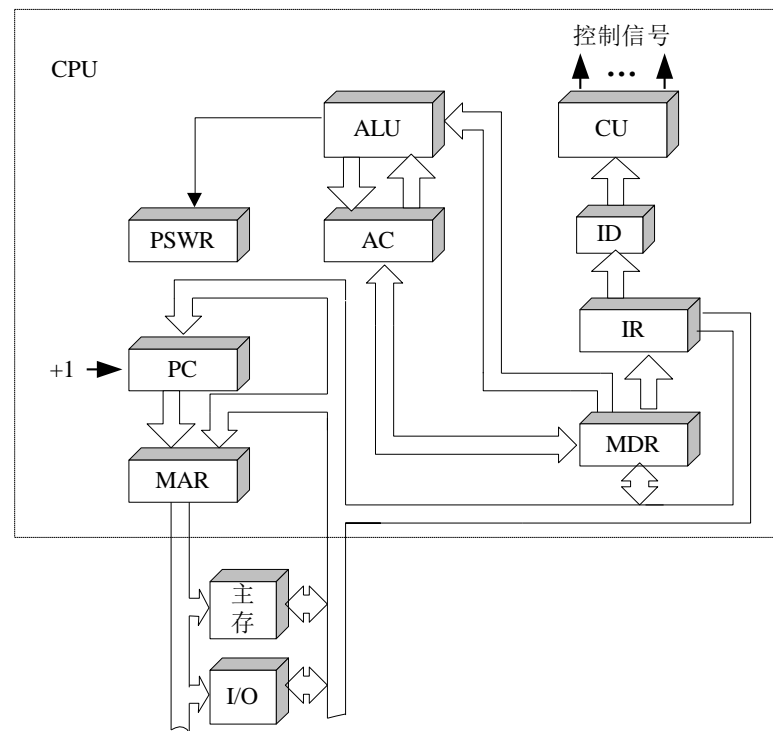 控制信号
...
CPU
ALU
CU
PSWR
AC
ID
IR
+1
PC
MDR
MAR
主
存
I/O